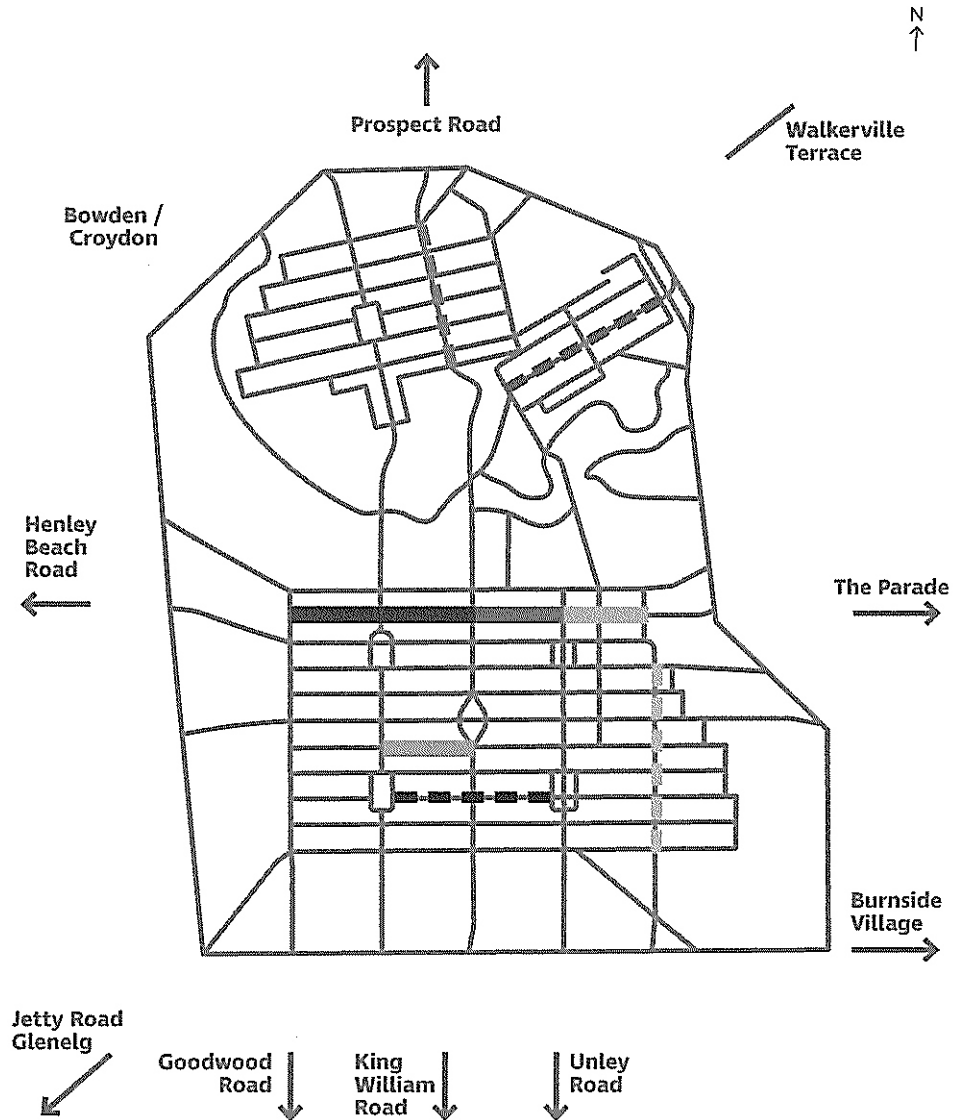 N
Prospect Road
Walkerville
Terrace
Bowden /
Croydon
Henley
Beach
Road
The Parade
Burnside
Village
Jetty Road
Glenelg
Goodwood
Road
King
William
Road
Unley
Road